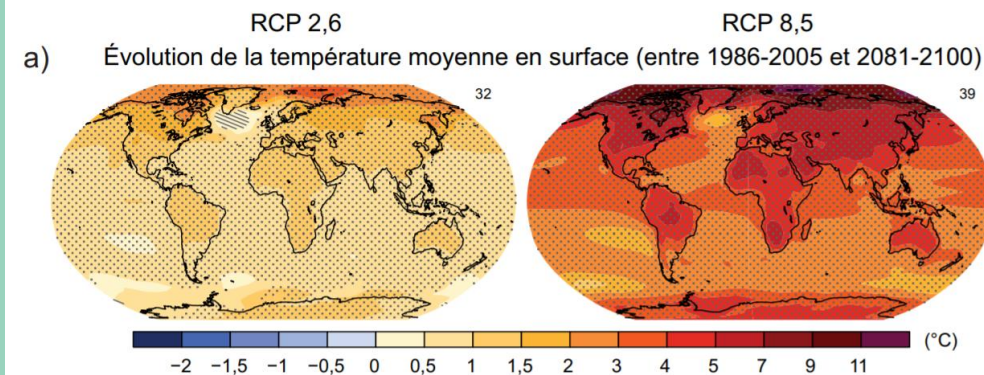 RCP 2,6 RCP 8,5
a) Évolution de la température moyenne en surface (entre 1986-2005 et 2081-2100)
32 39
−2 −1,5 −1 −0,5 0 0,5 1 1,5 2 3 4 5 7 9 11 (°C)